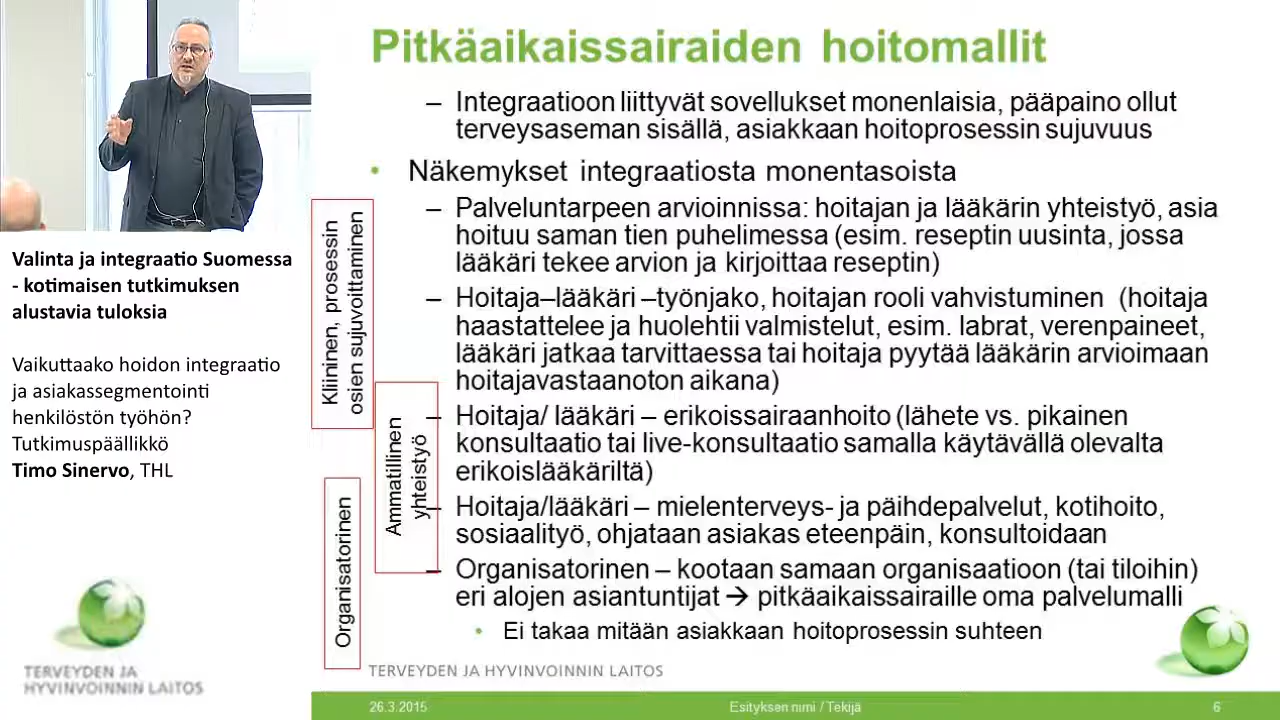 Pitkäaikaissairaiden hoitomallit
– Integraatioon liittyvät sovellukset monenlaisia, pääpaino ollut
terveysaseman sisällä, asiakkaan hoitoprosessin sujuvuus
• Näkemykset integraatiosta monentasoista
– Palveluntarpeen arvioinnissa: hoitajan ja lääkärin yhteistyö, asia
hoituu saman tien puhelimessa (esim. reseptin uusinta, jossa
lääkäri tekee arvion ja kirjoittaa reseptin)
– Hoitaja–lääkäri –työnjako, hoitajan rooli vahvistuminen (hoitaja
haastattelee ja huolehtii valmistelut, esim. labrat, verenpaineet,
lääkäri jatkaa tarvittaessa tai hoitaja pyytää lääkärin arvioimaan
hoitajavastaanoton aikana)
– Hoitaja/ lääkäri – erikoissairaanhoito (lähete vs. pikainen
konsultaatio tai live-konsultaatio samalla käytävällä olevalta
erikoislääkäriltä)
– Hoitaja/lääkäri – mielenterveys- ja päihdepalvelut, kotihoito,
sosiaalityö, ohjataan asiakas eteenpäin, konsultoidaan
– Organisatorinen – kootaan samaan organisaatioon (tai tiloihin)
eri alojen asiantuntijat → pitkäaikaissairaille oma palvelumalli
• Ei takaa mitään asiakkaan hoitoprosessin suhteen
Kliininen, prosessin
osien sujuvoittaminen
Ammatillinen
yhteistyö
Organisatorinen
Valinta ja integraatio Suomessa
- kotimaisen tutkimuksen
alustavia tuloksia
Vaikuttaako hoidon integraatio
ja asiakassegmentointi
henkilöstön työhön?
Tutkimuspäällikkö
Timo Sinervo, THL
TERVEYDEN JA
HYVINVOINNIN LAITOS
TERVEYDEN JA HYVINVOINNIN LAITOS
26.3.2015
Esityksen nimi / Tekijä
6